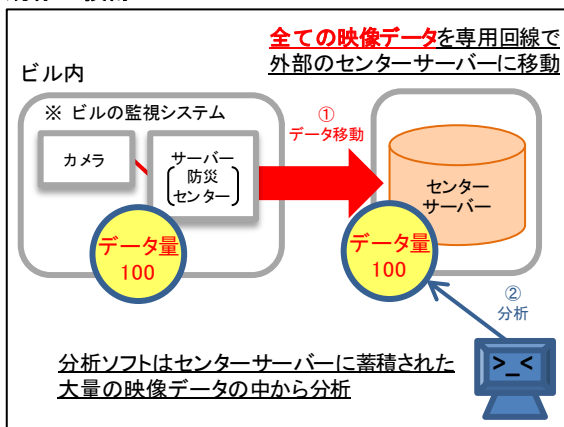 全ての映像データを専用回線で
外部のセンターサーバーに移動
ビル内
※ ビルの監視システム
カメラ
サーバー
防災
センター
①
データ移動
センター
サーバー
データ量
100
データ量
100
②
分析
>_<
分析ソフトはセンターサーバーに蓄積された
大量の映像データの中から分析